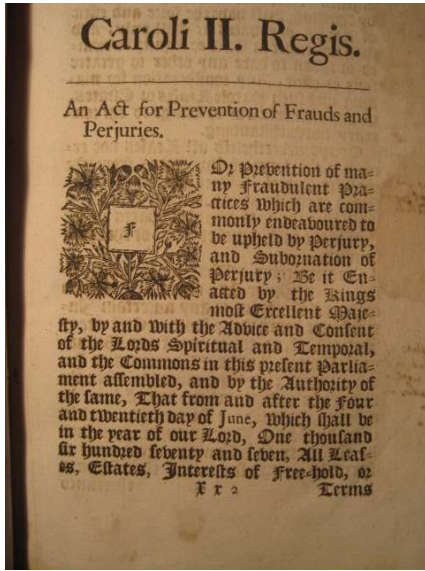 Caroli II. Regis.
An Act for Prevention of Frauds and
Perjuries.
FOr Prevention of ma-
ny Fraudulent Pra-
ctices which are com-
monly endeavoured to
be upheld by Perjury,
and Subornation of
Perjury; Be it En-
acted by the Kings
most Excellent Maje-
sty, by and with the Advice and Consent
of the Lords Spiritual and Temporal,
and the Commons in this present Parlia-
ment assembled, and by the Authority of
the same, That from and after the Four
and twentieth day of June, which shall be
in the year of our Lord, One thousand
six hundred seventy and seven, All Leas-
es, Estates, Interests of Free-hold, or
X x 2 Terms